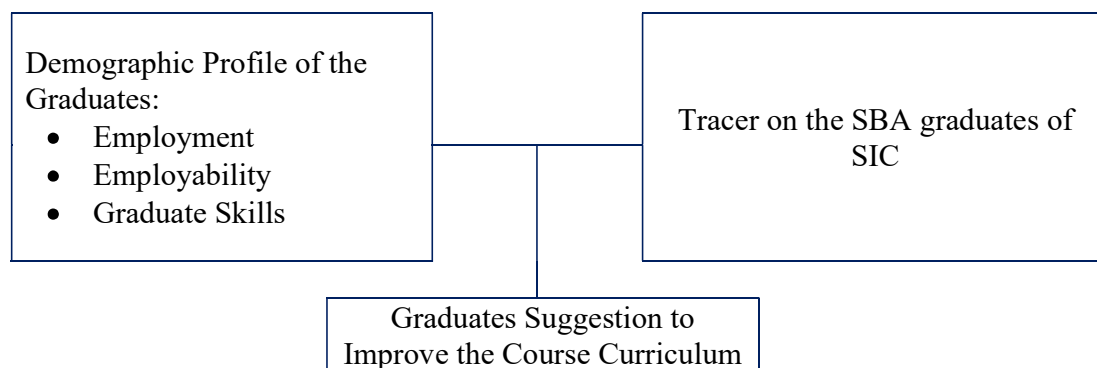 Demographic Profile of the
Graduates:
• Employment
• Employability
• Graduate Skills
Tracer on the SBA graduates of
SIC
Graduates Suggestion to
Improve the Course Curriculum